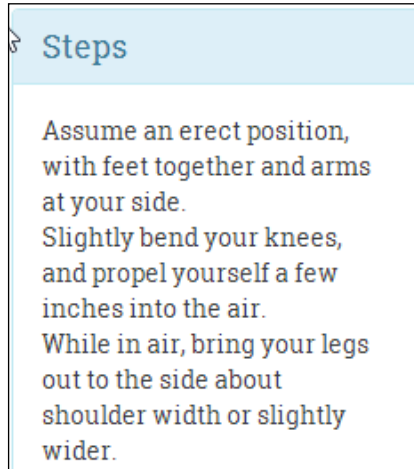 Steps
Assume an erect position,
with feet together and arms
at your side.
Slightly bend your knees,
and propel yourself a few
inches into the air.
While in air, bring your legs
out to the side about
shoulder width or slightly
wider.